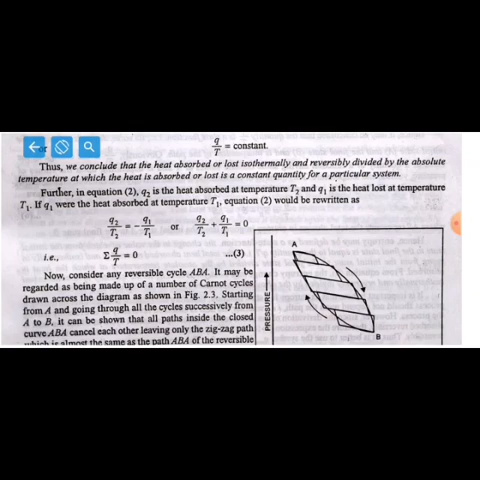 or q/T = constant.
Thus, we conclude that the heat absorbed or lost isothermally and reversibly divided by the absolute
temperature at which the heat is absorbed or lost is a constant quantity for a particular system.
Further, in equation (2), q₂ is the heat absorbed at temperature T₂ and q₁ is the heat lost at temperature
T₁. If q₁ were the heat absorbed at temperature T₁, equation (2) would be rewritten as
q₂/T₂ = − q₁/T₁ or q₂/T₂ + q₁/T₁ = 0
i.e., Σ q/T = 0 ...(3)
Now, consider any reversible cycle ABA. It may be
regarded as being made up of a number of Carnot cycles
drawn across the diagram as shown in Fig. 2.3. Starting
from A and going through all the cycles successively from
A to B, it can be shown that all paths inside the closed
curve ABA cancel each other leaving only the zig-zag path
which is almost the same as the path ABA of the reversible
A
PRESSURE
B